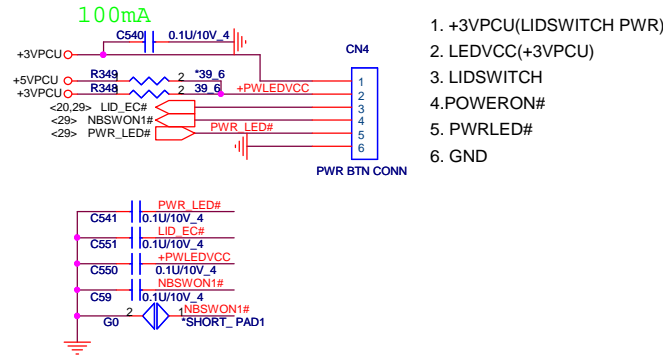 100mA
C540 0.1U/10V_4
+3VPCU
CN4
+5VPCU R349 1 2 *39_6
+3VPCU R348 1 2 39_6 +PWLEDVCC
<20,29> LID_EC#
<29> NBSWON1#
<29> PWR_LED# PWR_LED#
1
2
3
4
5
6
PWR BTN CONN
1. +3VPCU(LIDSWITCH PWR)
2. LEDVCC(+3VPCU)
3. LIDSWITCH
4.POWERON#
5. PWRLED#
6. GND
PWR_LED#
C541 0.1U/10V_4
LID_EC#
C551 0.1U/10V_4
+PWLEDVCC
C550 0.1U/10V_4
NBSWON1#
C59 0.1U/10V_4
2 1 NBSWON1#
G0 *SHORT_ PAD1